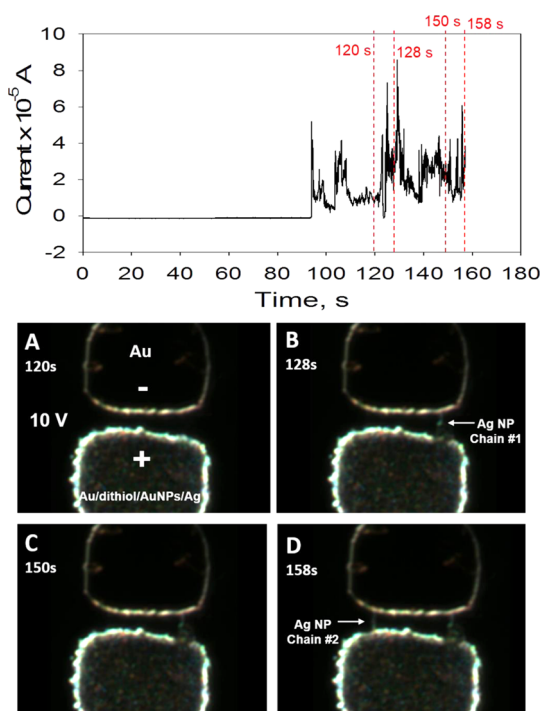 150 s 158 s
120 s 128 s
10
8
6
4
2
0
-2
Current x 10⁻⁵ A
0 20 40 60 80 100 120 140 160 180
Time, s
A
120s
Au
-
10 V
+
Au/dithiol/AuNPs/Ag
B
128s
Ag NP
Chain #1
C
150s
D
158s
Ag NP
Chain #2